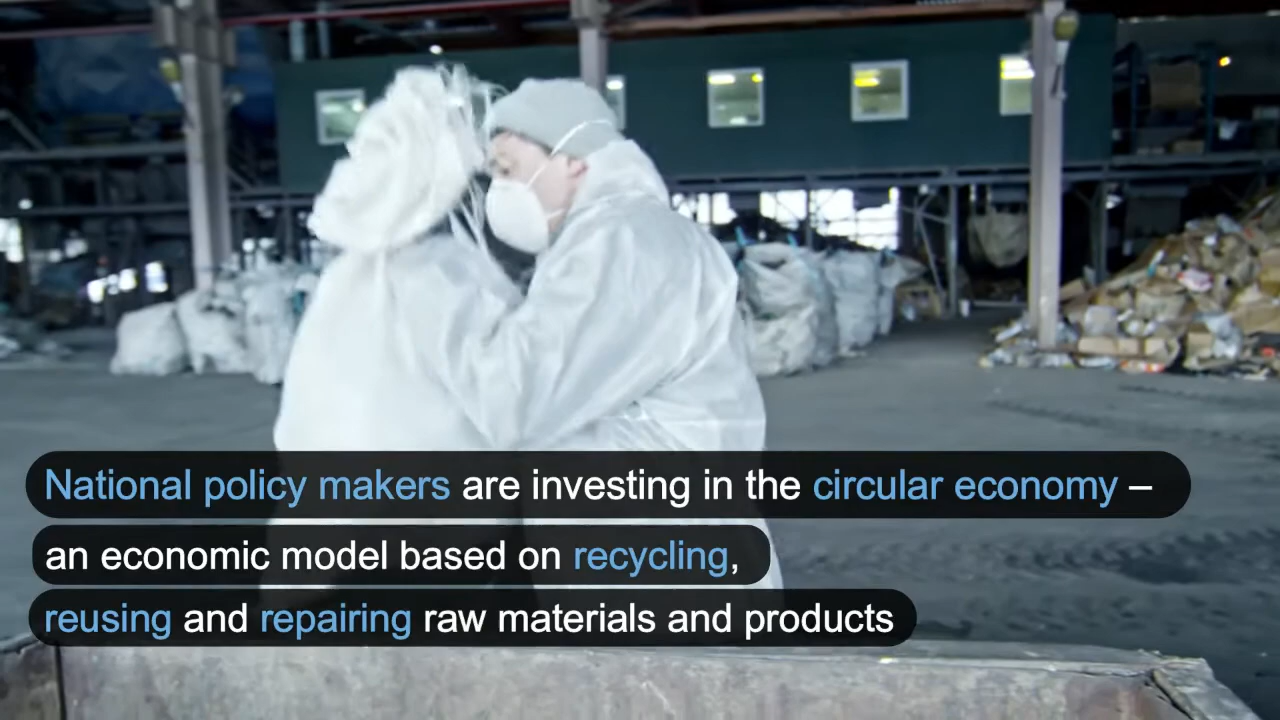 National policy makers are investing in the circular economy –
an economic model based on recycling,
reusing and repairing raw materials and products